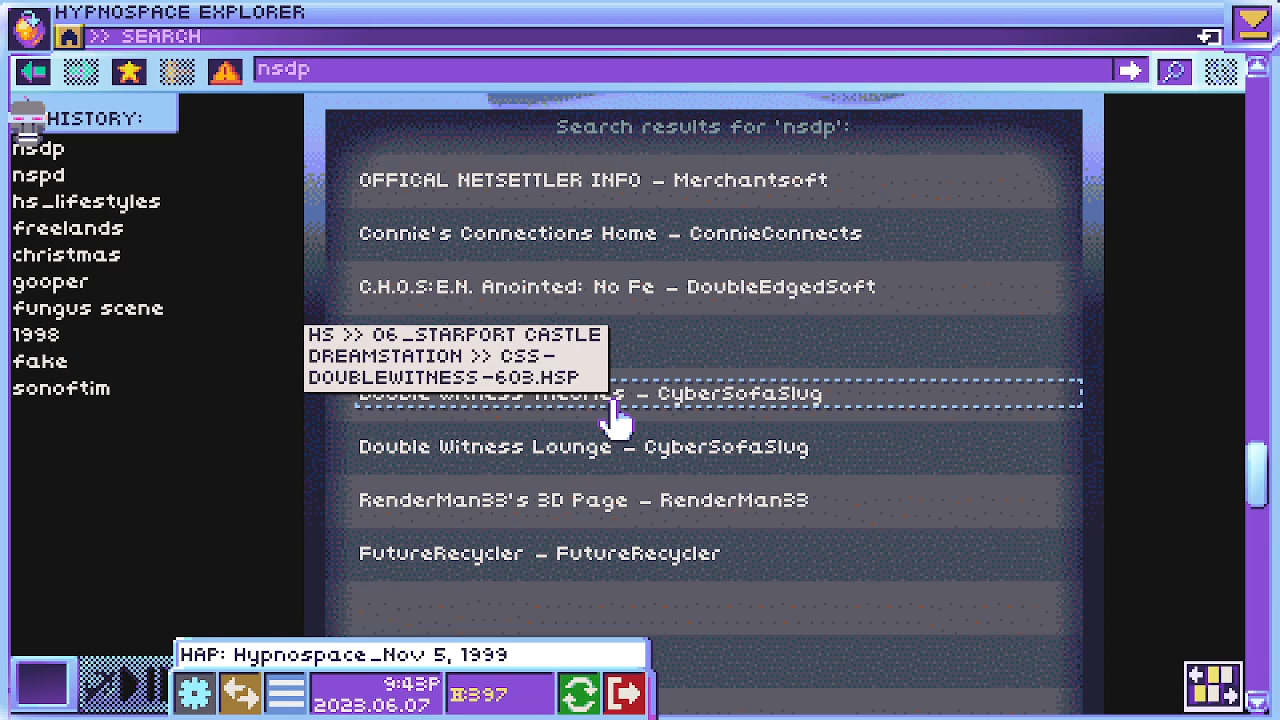 HYPNOSPACE EXPLORER
>> SEARCH
nsdp
HISTORY:
nsdp
nspd
hs_lifestyles
freelands
christmas
gooper
fungus scene
1998
fake
sonoftim
Search results for 'nsdp':
OFFICAL NETSETTLER INFO - Merchantsoft
Connie's Connections Home - ConnieConnects
C.H.O.S:E.N. Anointed: No Fe - DoubleEdgedSoft
HS >> 06_STARPORT CASTLE
DREAMSTATION >> CSS-
DOUBLEWITNESS-603.HSP
Double Witness Theories - CyberSofaSlug
Double Witness Lounge - CyberSofaSlug
RenderMan33's 3D Page - RenderMan33
FutureRecycler - FutureRecycler
HAP: Hypnospace_Nov 5, 1999
9:43P
2023.06.07
397